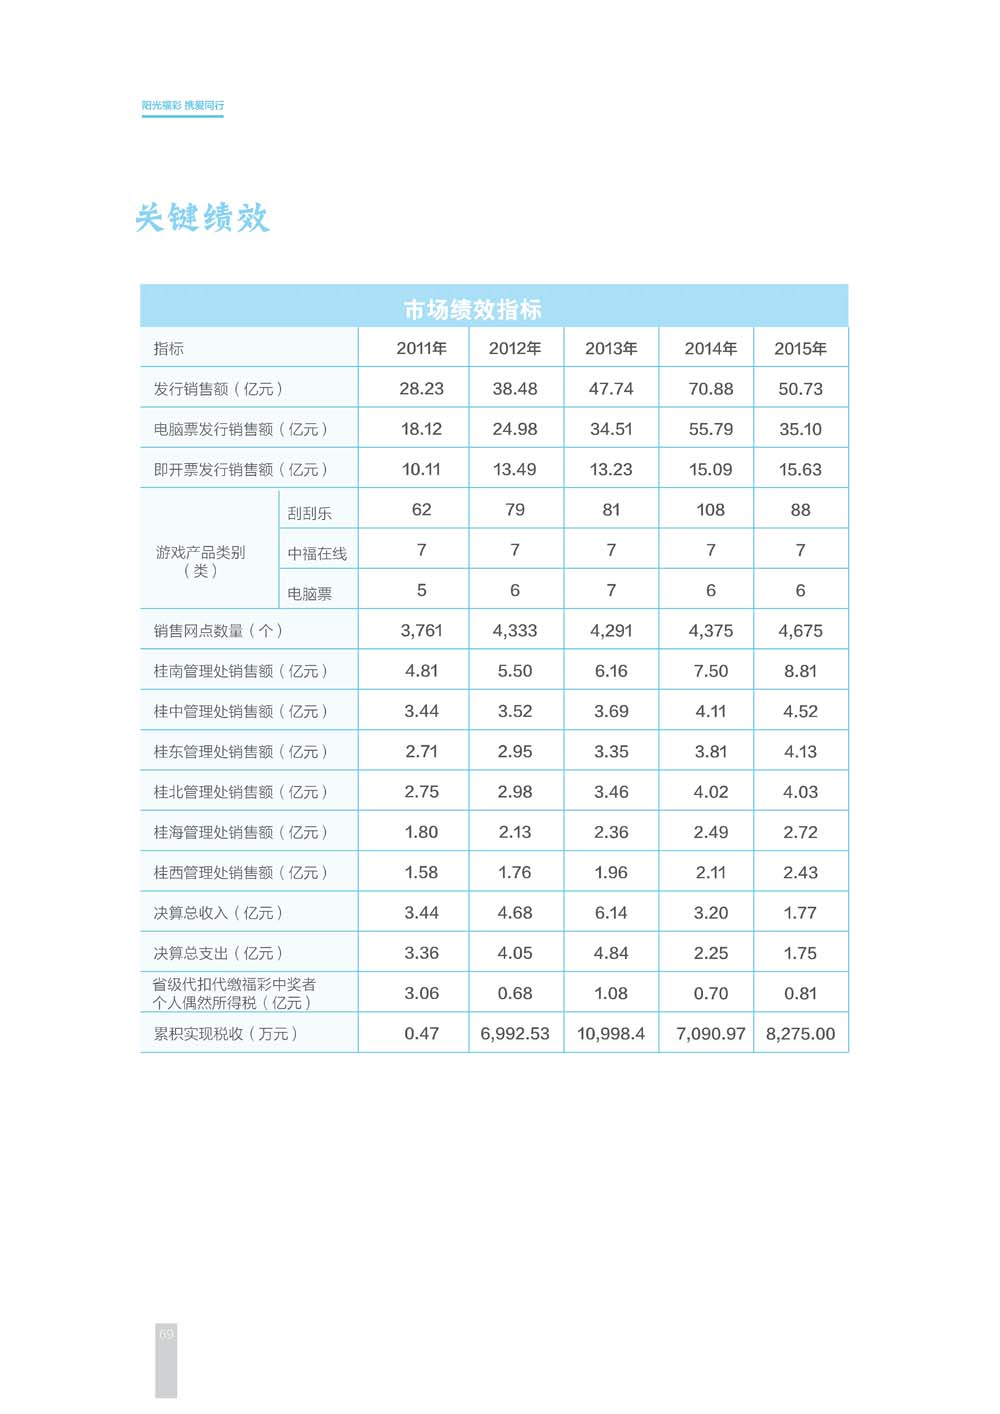 阳光福彩 携爱同行
关键绩效
市场绩效指标
指标 2011年 2012年 2013年 2014年 2015年
发行销售额（亿元） 28.23 38.48 47.74 70.88 50.73
电脑票发行销售额（亿元） 18.12 24.98 34.51 55.79 35.10
即开票发行销售额（亿元） 10.11 13.49 13.23 15.09 15.63
游戏产品类别
（类）
刮刮乐 62 79 81 108 88
中福在线 7 7 7 7 7
电脑票 5 6 7 6 6
销售网点数量（个） 3,761 4,333 4,291 4,375 4,675
桂南管理处销售额（亿元） 4.81 5.50 6.16 7.50 8.81
桂中管理处销售额（亿元） 3.44 3.52 3.69 4.11 4.52
桂东管理处销售额（亿元） 2.71 2.95 3.35 3.81 4.13
桂北管理处销售额（亿元） 2.75 2.98 3.46 4.02 4.03
桂海管理处销售额（亿元） 1.80 2.13 2.36 2.49 2.72
桂西管理处销售额（亿元） 1.58 1.76 1.96 2.11 2.43
决算总收入（亿元） 3.44 4.68 6.14 3.20 1.77
决算总支出（亿元） 3.36 4.05 4.84 2.25 1.75
省级代扣代缴福彩中奖者
个人偶然所得税（亿元） 3.06 0.68 1.08 0.70 0.81
累积实现税收（万元） 0.47 6,992.53 10,998.4 7,090.97 8,275.00
69